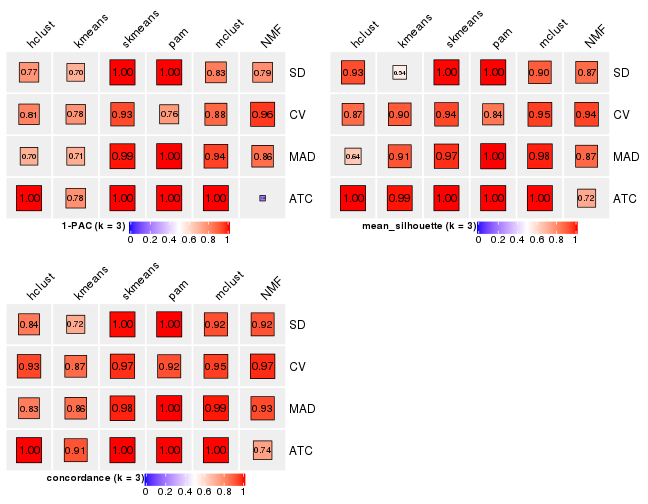 hclust kmeans skmeans pam mclust NMF
0.77 0.70 1.00 1.00 0.83 0.79 SD
0.81 0.78 0.93 0.76 0.88 0.96 CV
0.70 0.71 0.99 1.00 0.94 0.86 MAD
1.00 0.78 1.00 1.00 1.00 ATC
1-PAC (k = 3)
0 0.2 0.4 0.6 0.8 1
hclust kmeans skmeans pam mclust NMF
0.93 0.54 1.00 1.00 0.90 0.87 SD
0.87 0.90 0.94 0.84 0.95 0.94 CV
0.64 0.91 0.97 1.00 0.98 0.87 MAD
1.00 0.99 1.00 1.00 1.00 0.72 ATC
mean_silhouette (k = 3)
0 0.2 0.4 0.6 0.8 1
hclust kmeans skmeans pam mclust NMF
0.84 0.72 1.00 1.00 0.92 0.92 SD
0.93 0.87 0.97 0.92 0.95 0.97 CV
0.83 0.86 0.98 1.00 0.99 0.93 MAD
1.00 0.91 1.00 1.00 1.00 0.74 ATC
concordance (k = 3)
0 0.2 0.4 0.6 0.8 1